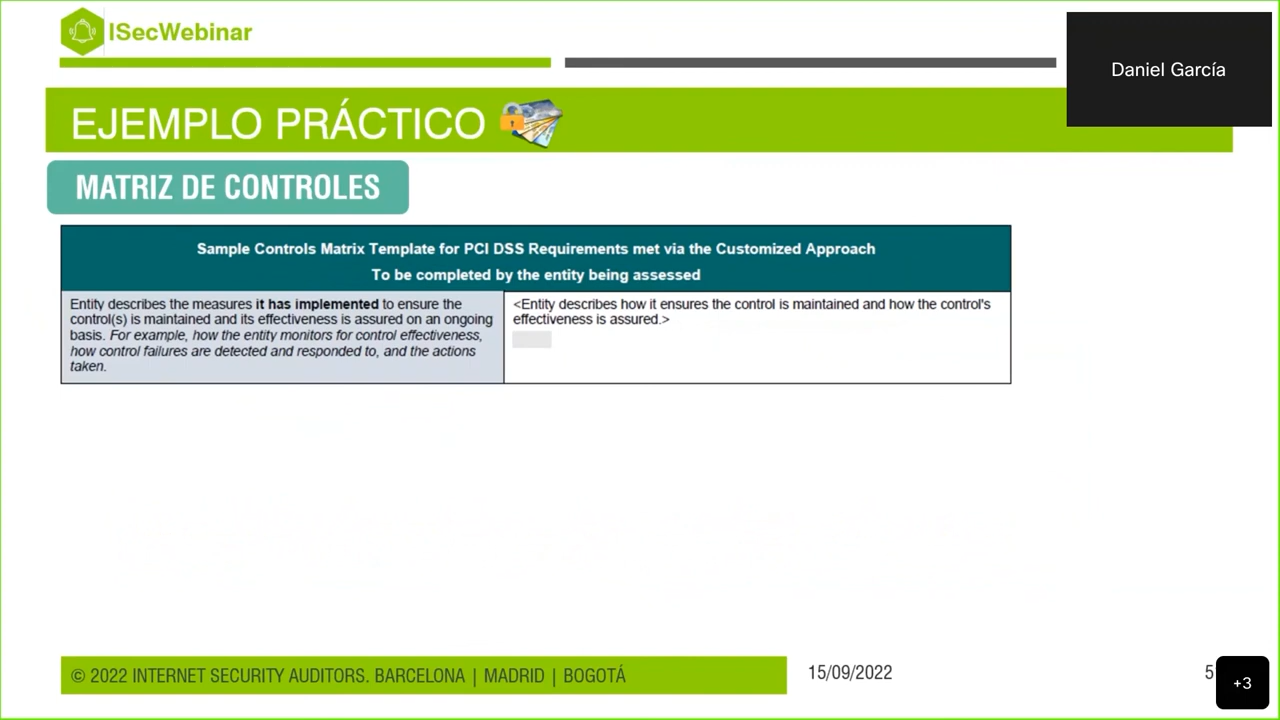 ISecWebinar
Daniel García
EJEMPLO PRÁCTICO
MATRIZ DE CONTROLES
Sample Controls Matrix Template for PCI DSS Requirements met via the Customized Approach
To be completed by the entity being assessed
Entity describes the measures it has implemented to ensure the
control(s) is maintained and its effectiveness is assured on an ongoing
basis. For example, how the entity monitors for control effectiveness,
how control failures are detected and responded to, and the actions
taken.
<Entity describes how it ensures the control is maintained and how the control's
effectiveness is assured.>
© 2022 INTERNET SECURITY AUDITORS. BARCELONA | MADRID | BOGOTÁ
15/09/2022
5
+3